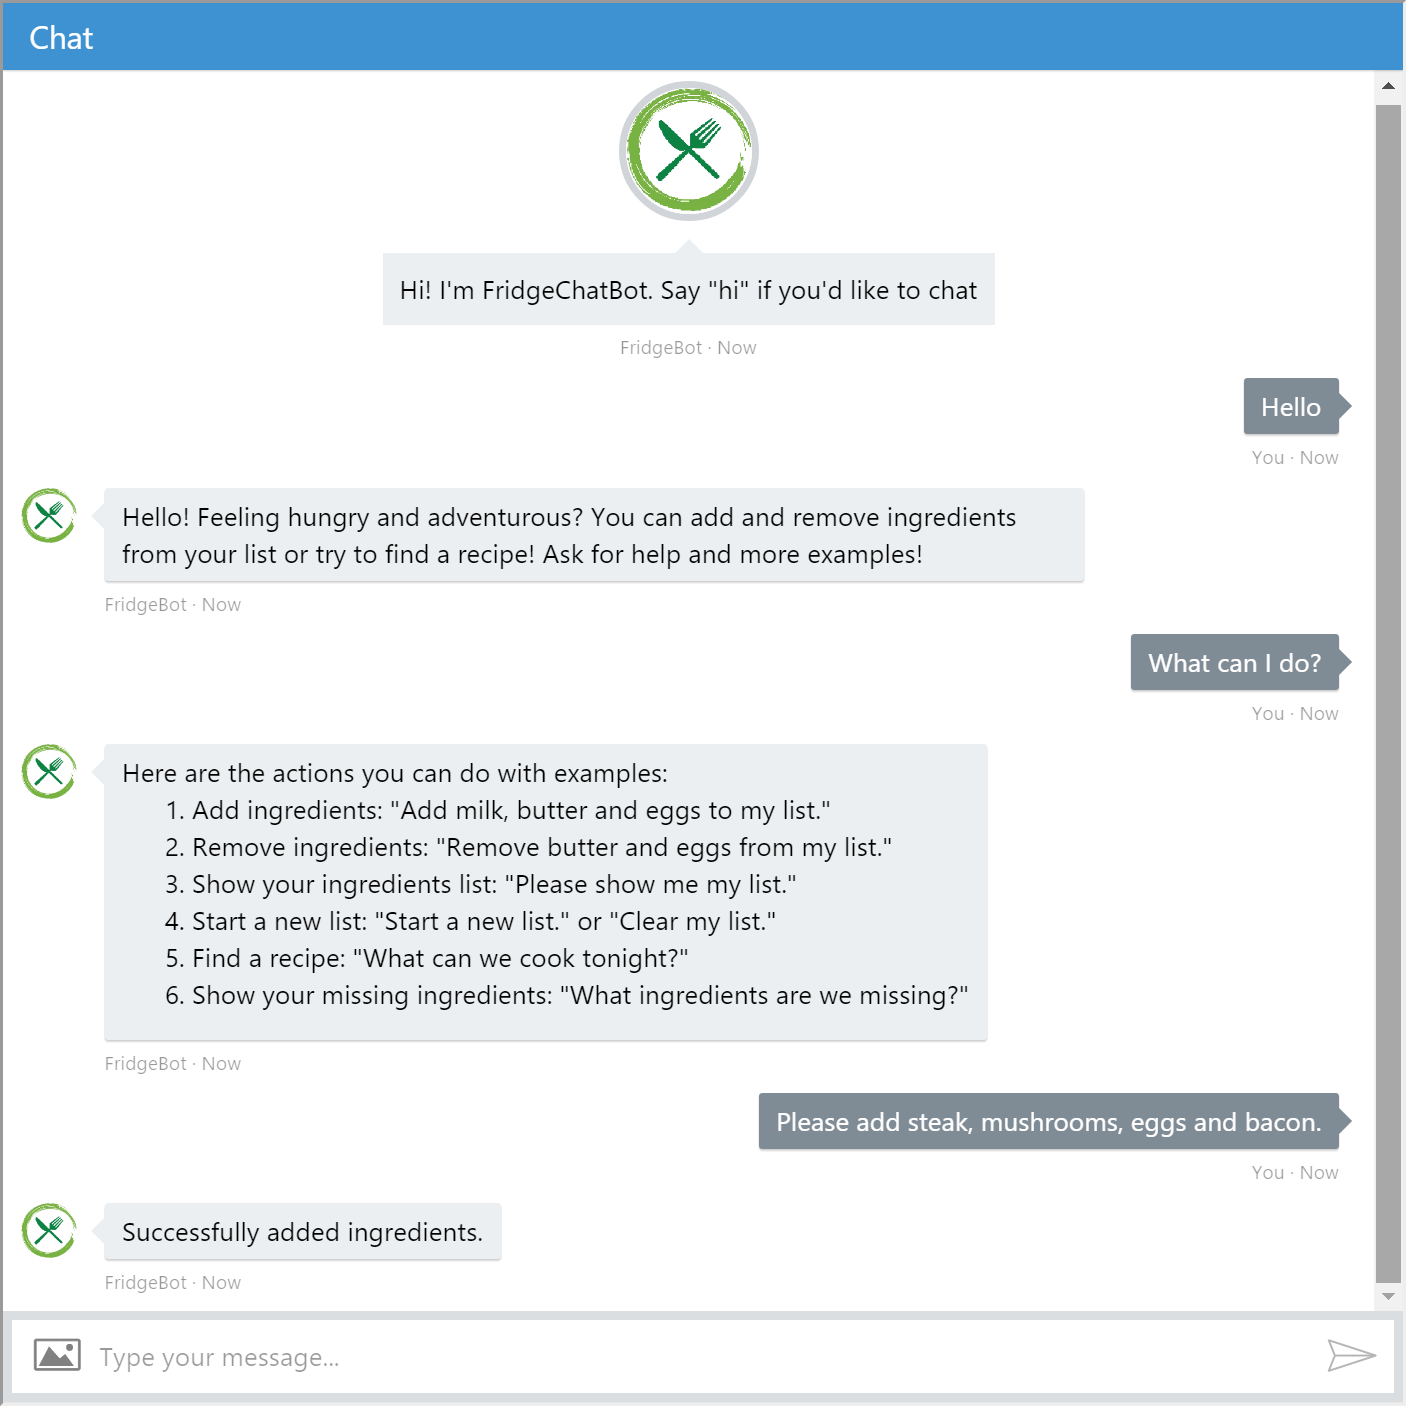 Chat
Hi! I'm FridgeChatBot. Say "hi" if you'd like to chat
FridgeBot · Now
Hello
You · Now
Hello! Feeling hungry and adventurous? You can add and remove ingredients
from your list or try to find a recipe! Ask for help and more examples!
FridgeBot · Now
What can I do?
You · Now
Here are the actions you can do with examples:
1. Add ingredients: "Add milk, butter and eggs to my list."
2. Remove ingredients: "Remove butter and eggs from my list."
3. Show your ingredients list: "Please show me my list."
4. Start a new list: "Start a new list." or "Clear my list."
5. Find a recipe: "What can we cook tonight?"
6. Show your missing ingredients: "What ingredients are we missing?"
FridgeBot · Now
Please add steak, mushrooms, eggs and bacon.
You · Now
Successfully added ingredients.
FridgeBot · Now
Type your message...